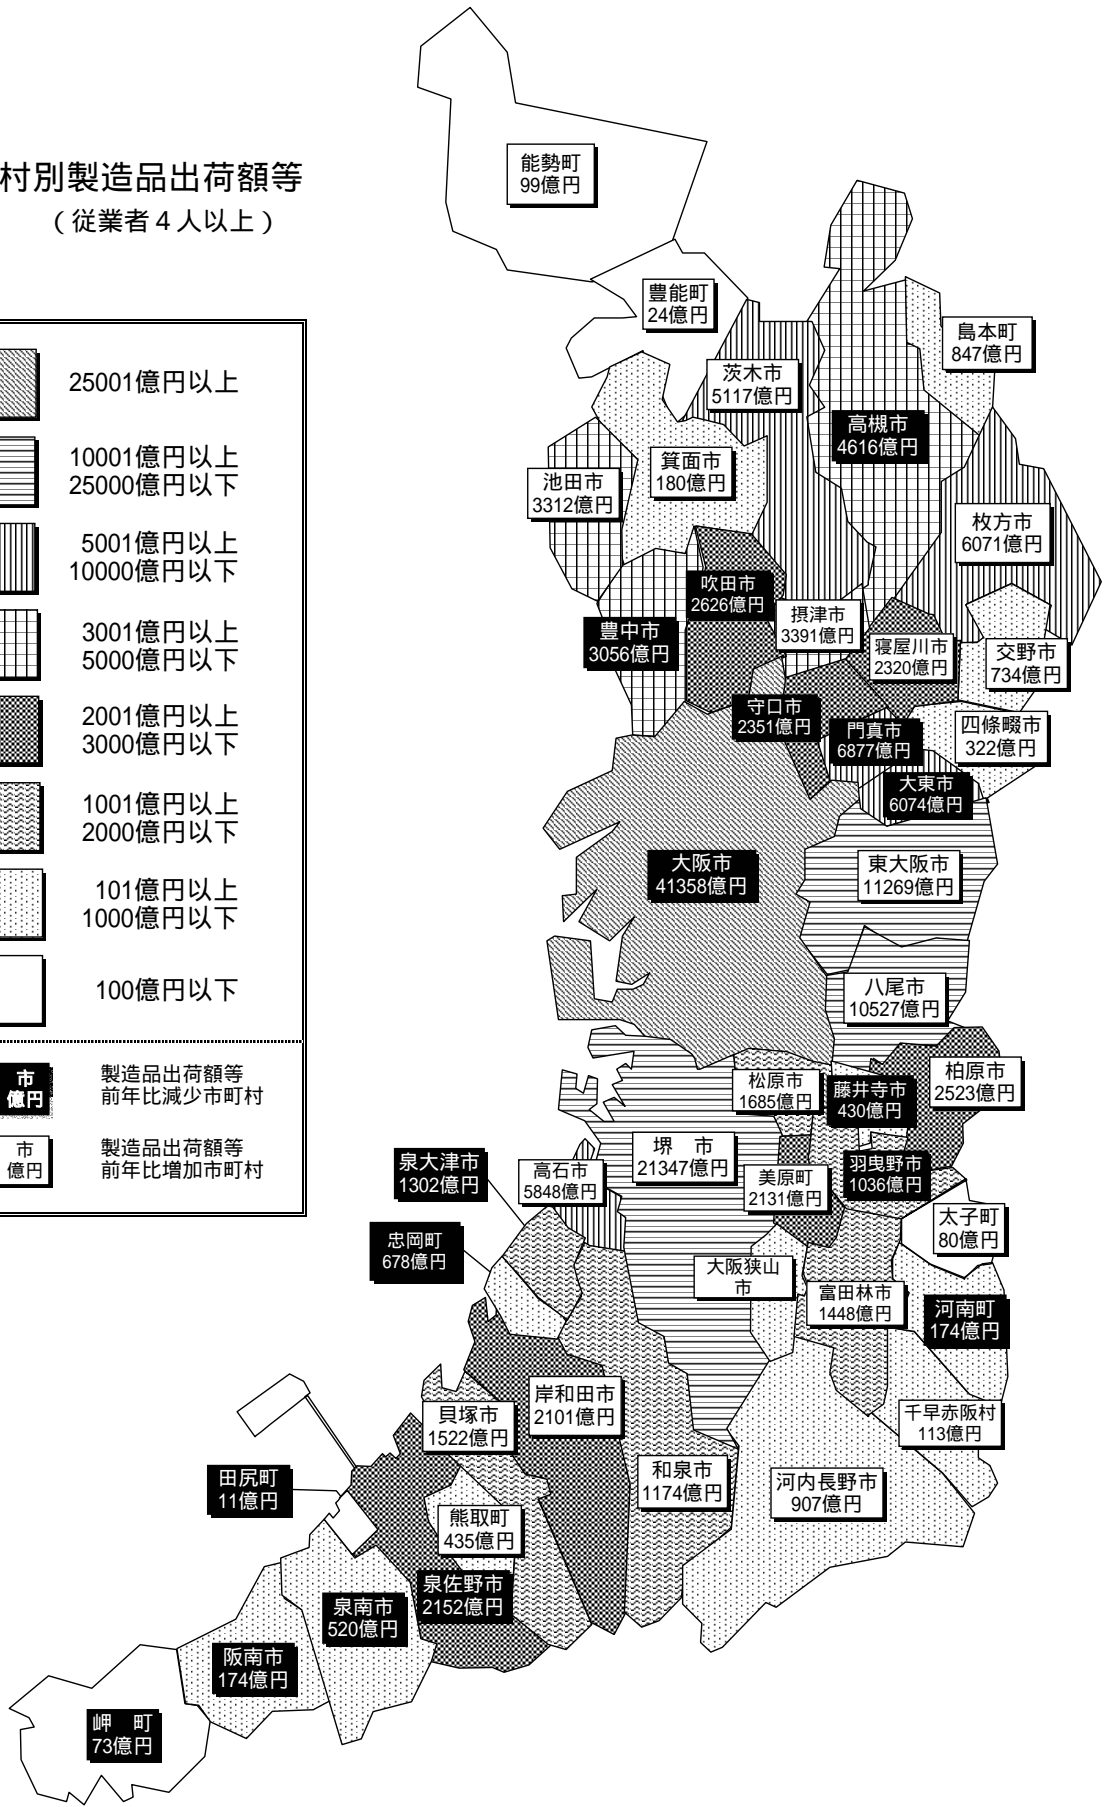 村別製造品出荷額等
（従業者４人以上）
25001億円以上
10001億円以上
25000億円以下
5001億円以上
10000億円以下
3001億円以上
5000億円以下
2001億円以上
3000億円以下
1001億円以上
2000億円以下
101億円以上
1000億円以下
100億円以下
市
億円
製造品出荷額等
前年比減少市町村
市
億円
製造品出荷額等
前年比増加市町村
能勢町
99億円
豊能町
24億円
島本町
847億円
茨木市
5117億円
高槻市
4616億円
箕面市
180億円
池田市
3312億円
枚方市
6071億円
吹田市
2626億円
摂津市
3391億円
豊中市
3056億円
寝屋川市
2320億円
交野市
734億円
守口市
2351億円
門真市
6877億円
四條畷市
322億円
大東市
6074億円
大阪市
41358億円
東大阪市
11269億円
八尾市
10527億円
柏原市
2523億円
松原市
1685億円
藤井寺市
430億円
堺　市
21347億円
羽曳野市
1036億円
美原町
2131億円
泉大津市
1302億円
高石市
5848億円
太子町
80億円
忠岡町
678億円
大阪狭山
市
富田林市
1448億円
河南町
174億円
岸和田市
2101億円
貝塚市
1522億円
千早赤阪村
113億円
和泉市
1174億円
河内長野市
907億円
田尻町
11億円
熊取町
435億円
泉佐野市
2152億円
泉南市
520億円
阪南市
174億円
岬　町
73億円